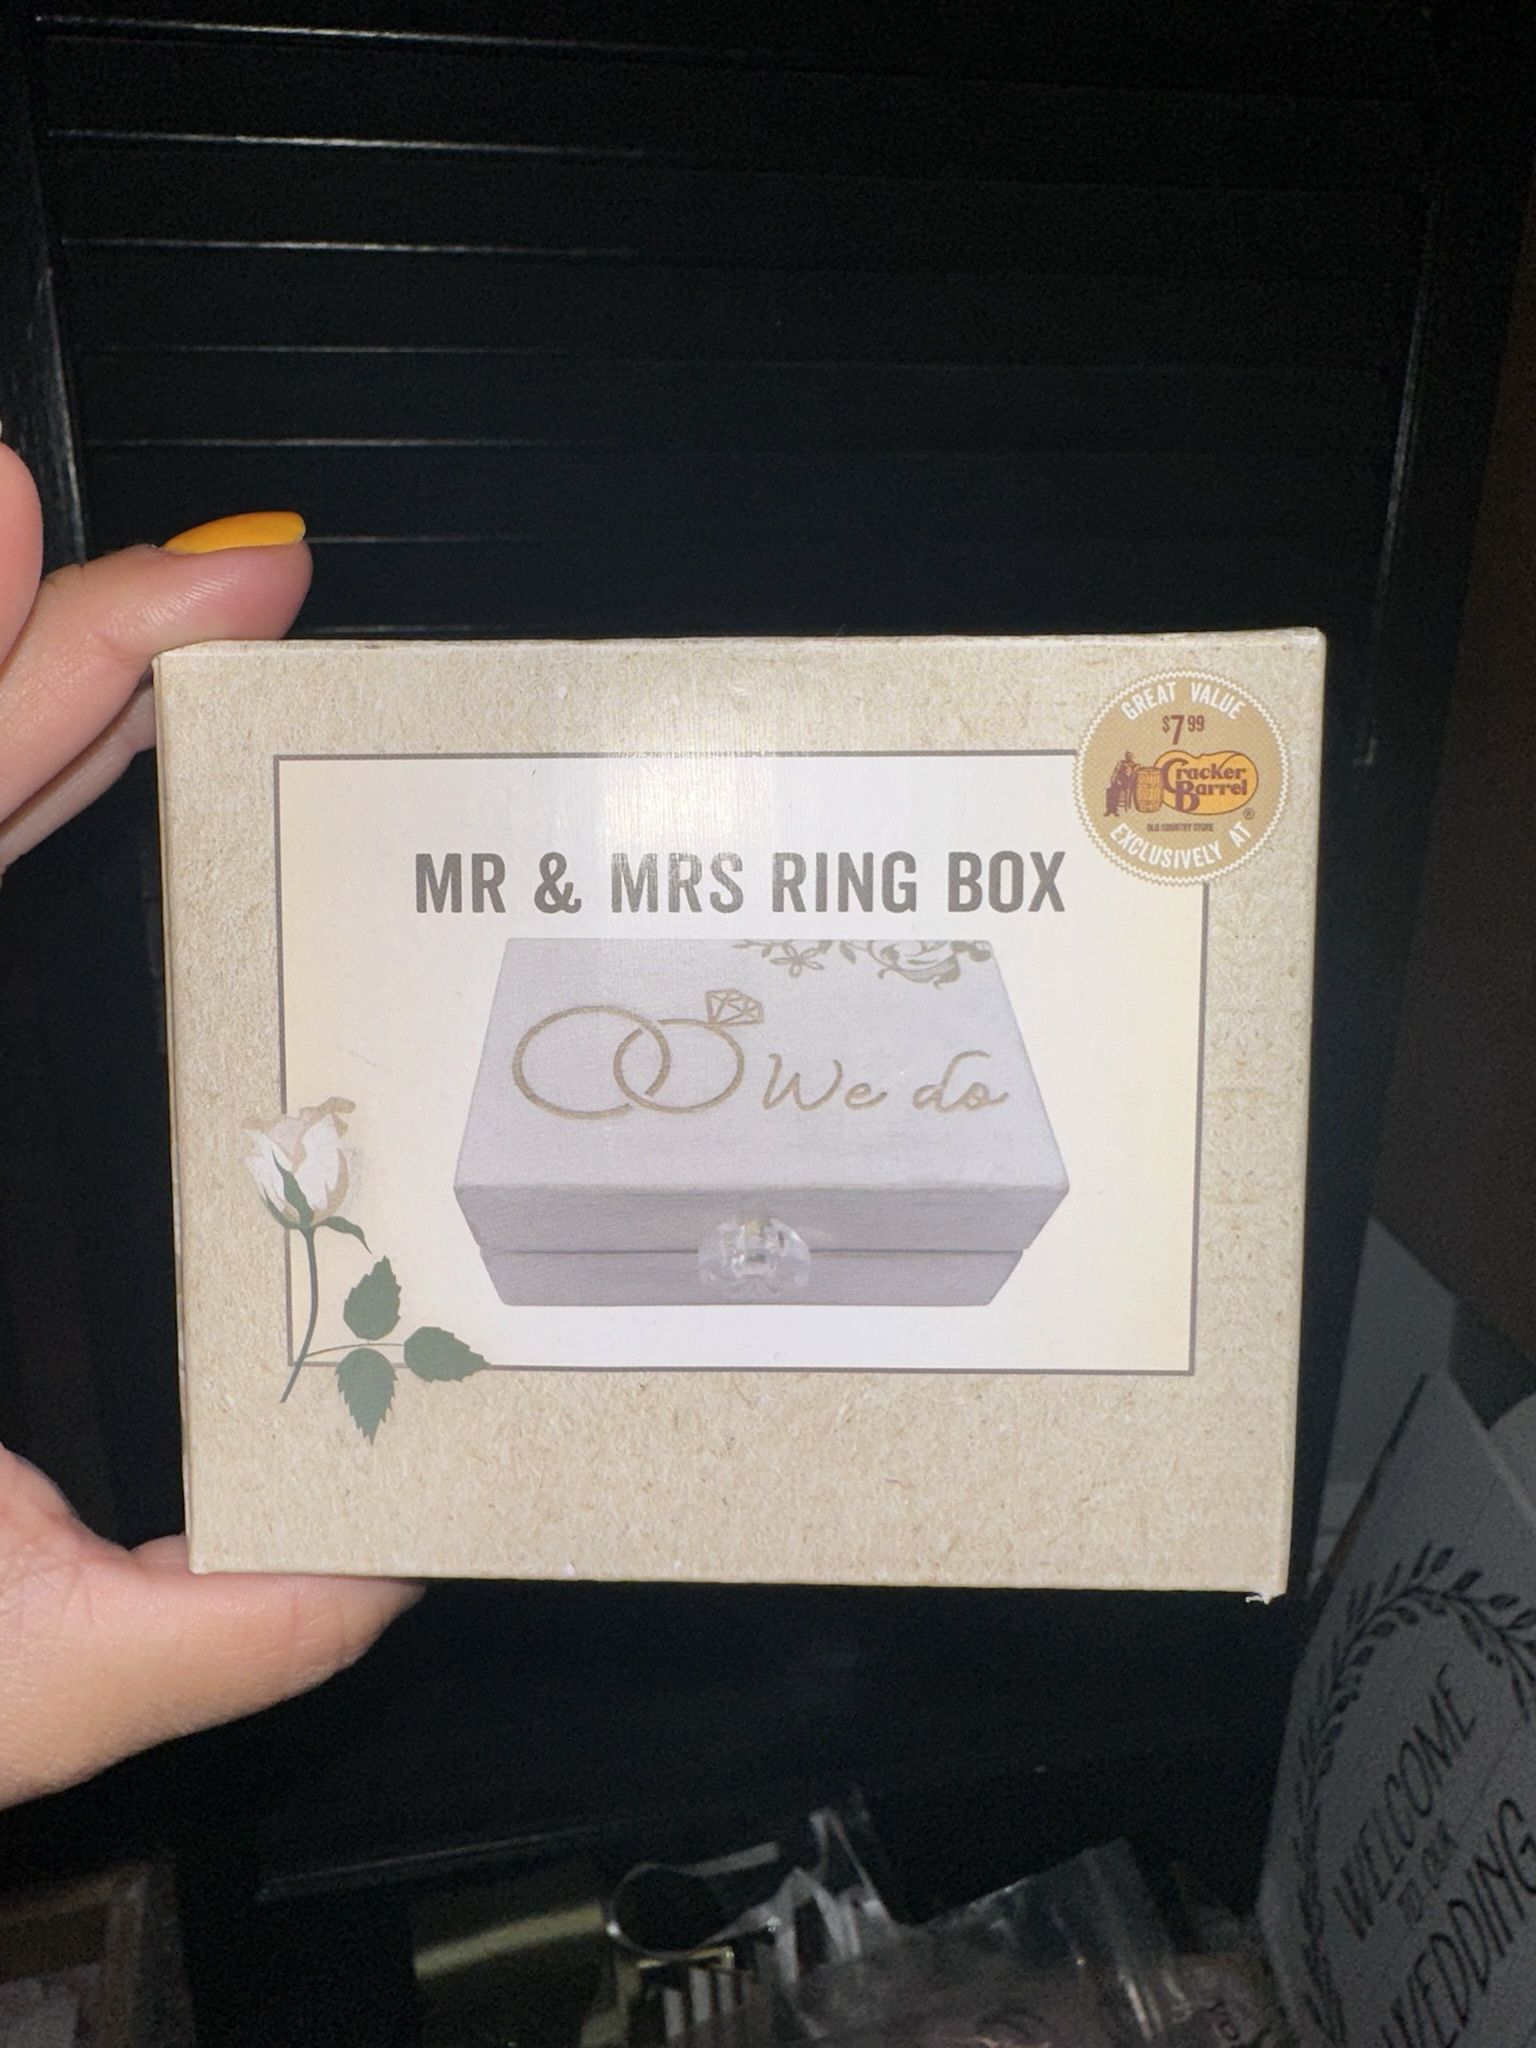 GREAT VALUE
$7.99
Cracker
Barrel
OLD COUNTRY STORE
®
EXCLUSIVELY AT
MR & MRS RING BOX
We do
WELCOME
TO OUR
WEDDING